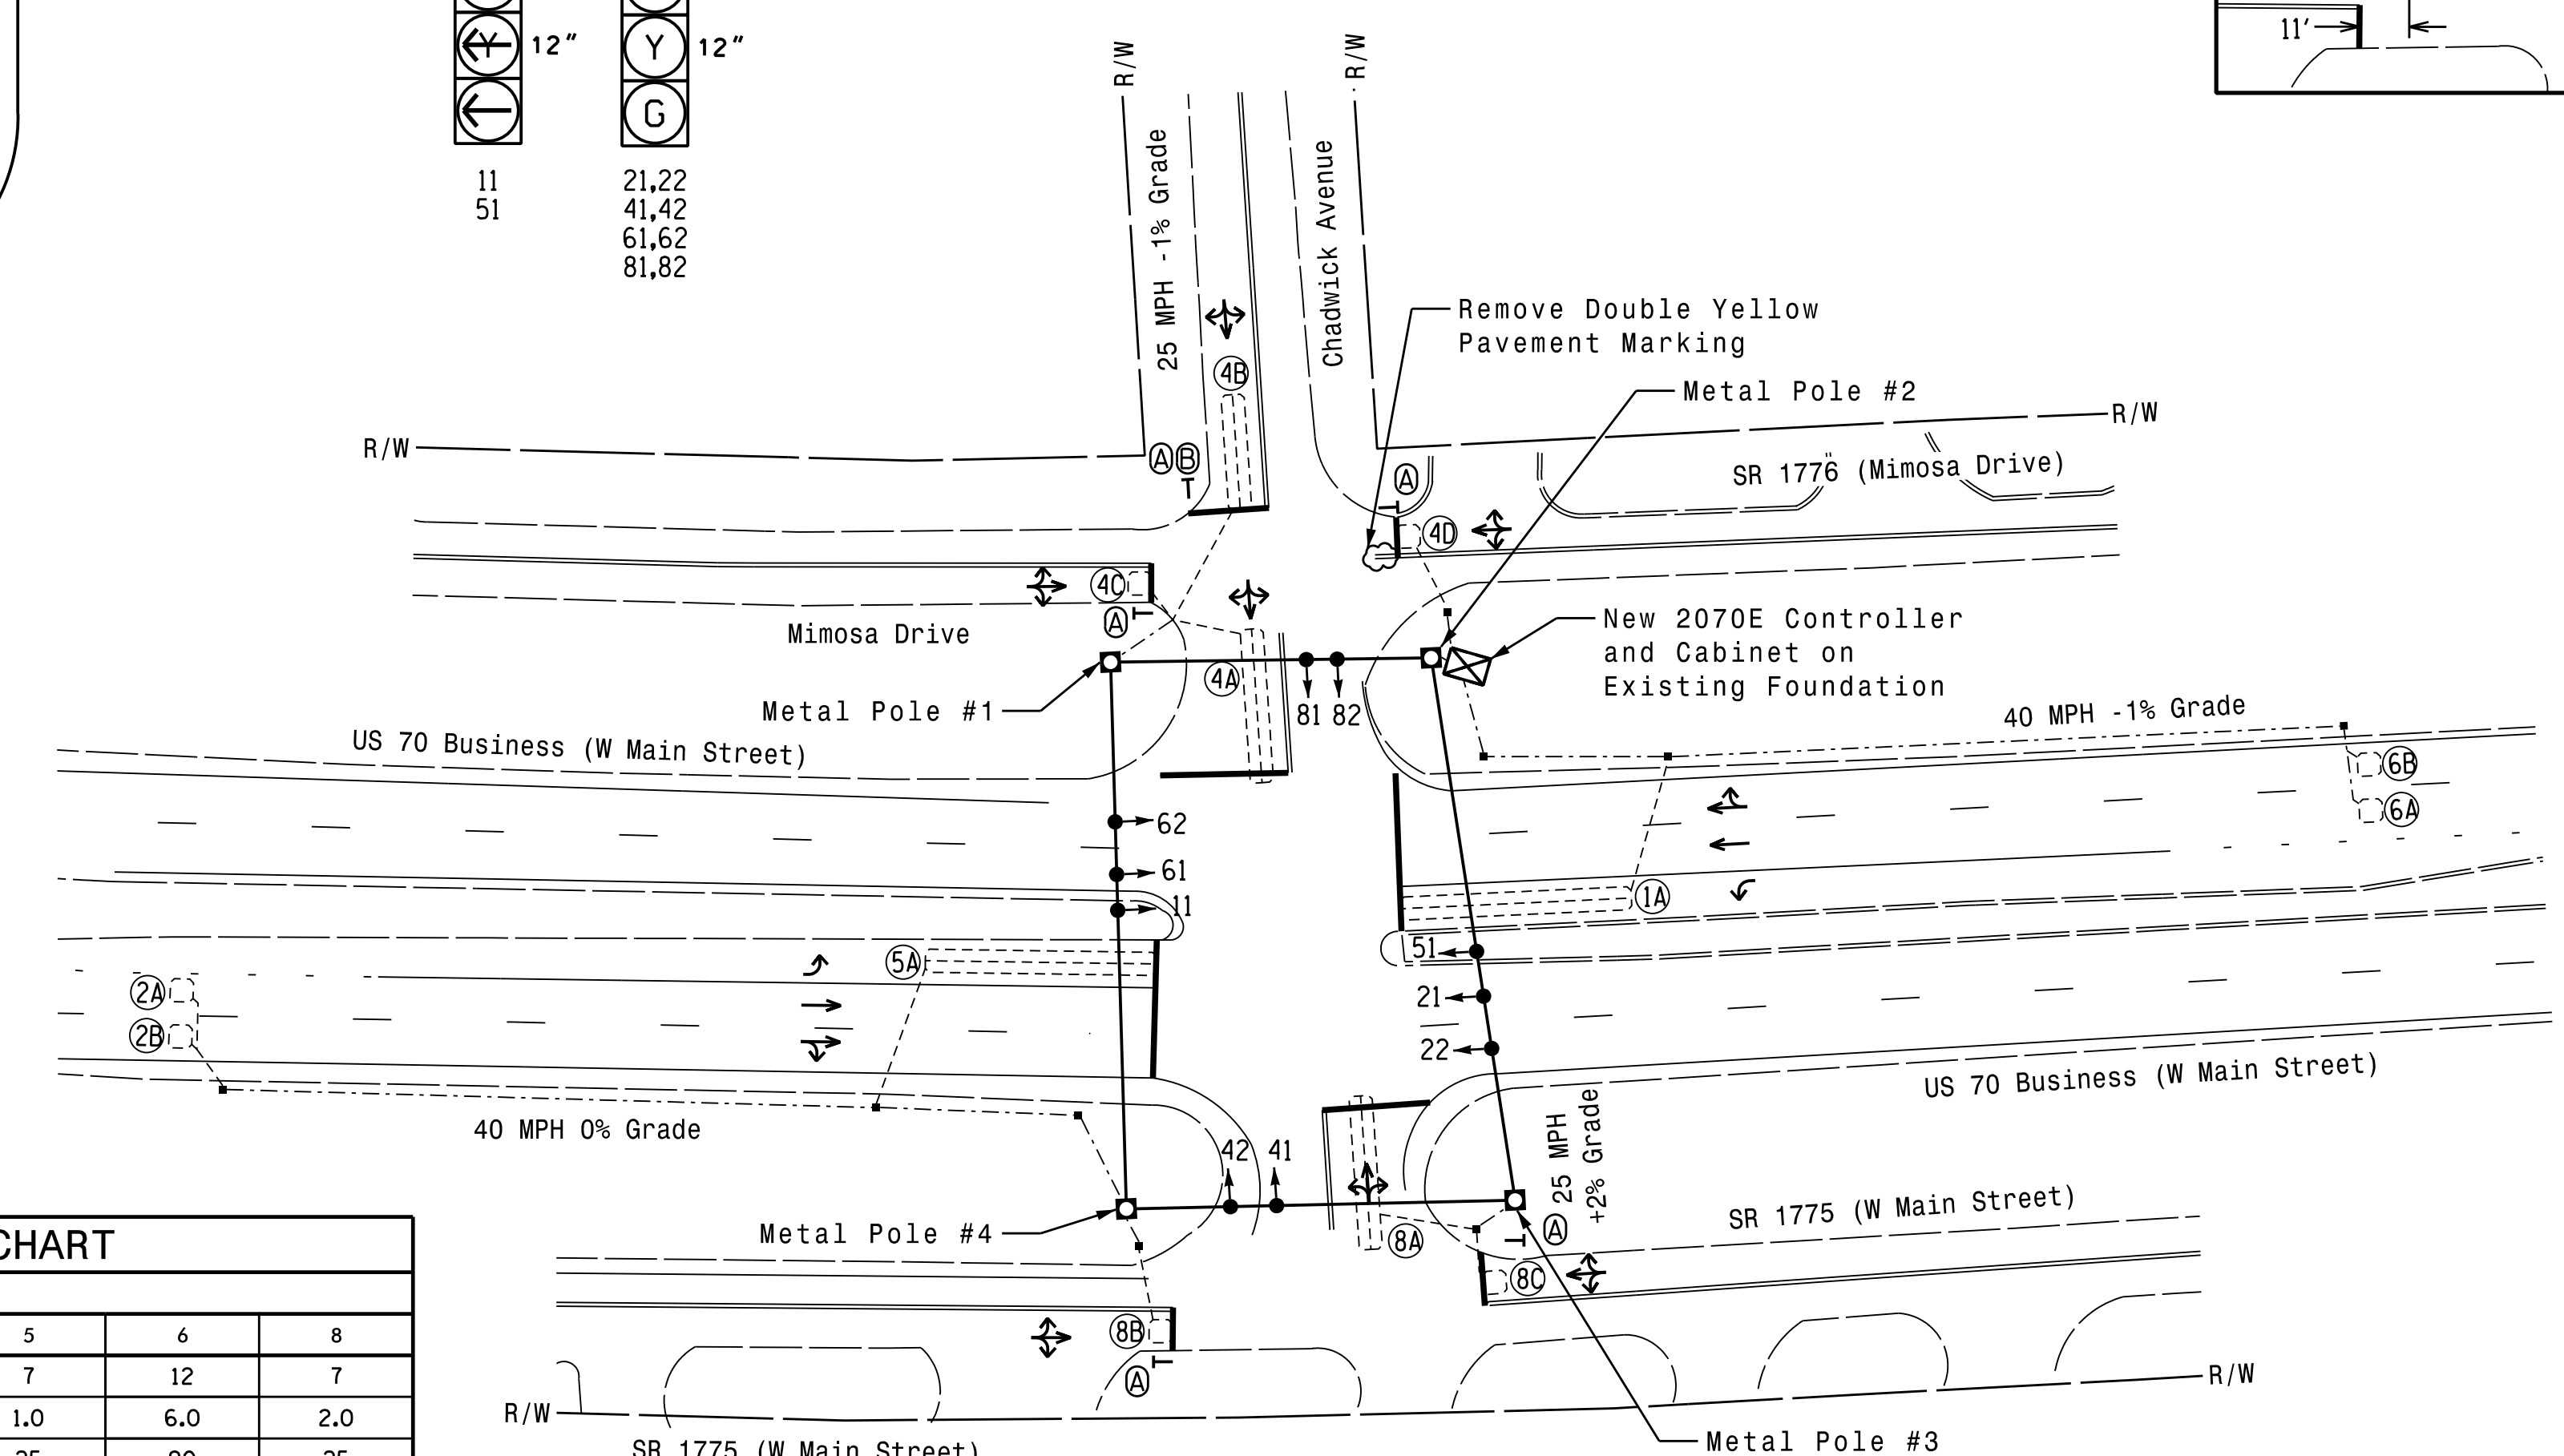 Y 12"
Y 12"
G
11
51
21,22
41,42
61,62
81,82
11'
R/W
R/W
25 MPH -1% Grade
Chadwick Avenue
Remove Double Yellow
Pavement Marking
4B
Metal Pole #2
R/W
R/W
A B
A
SR 1776 (Mimosa Drive)
4D
4C
A
Mimosa Drive
New 2070E Controller
and Cabinet on
Existing Foundation
4A
81 82
Metal Pole #1
40 MPH -1% Grade
US 70 Business (W Main Street)
6B
6A
62
61
11
1A
51
5A
21
22
2A
2B
US 70 Business (W Main Street)
40 MPH 0% Grade
42 41
25 MPH
+2% Grade
Metal Pole #4
8A
A
SR 1775 (W Main Street)
8C
8B
A
R/W
R/W
SR 1775 (W Main Street)
Metal Pole #3
CHART
5 6 8
7 12 7
1.0 6.0 2.0